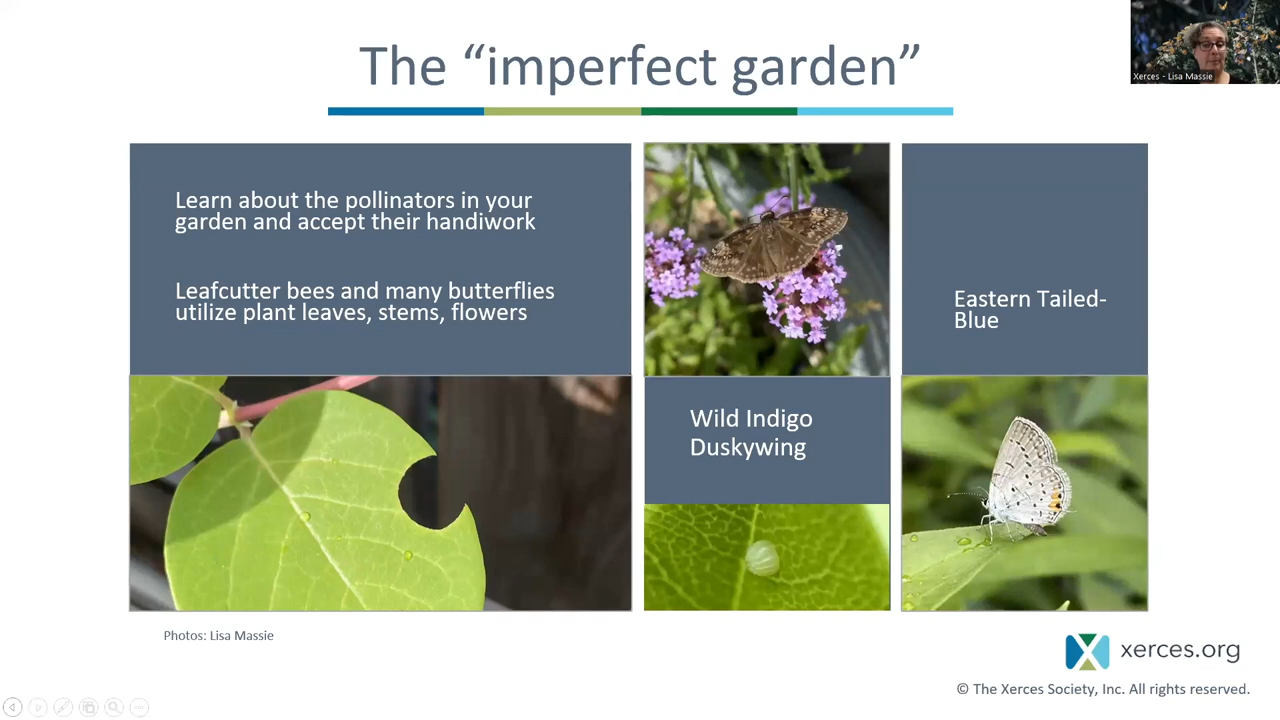 The “imperfect garden”
Xerces - Lisa Massie
Learn about the pollinators in your
garden and accept their handiwork
Leafcutter bees and many butterflies
utilize plant leaves, stems, flowers
Eastern Tailed-
Blue
Wild Indigo
Duskywing
Photos: Lisa Massie
xerces.org
© The Xerces Society, Inc. All rights reserved.